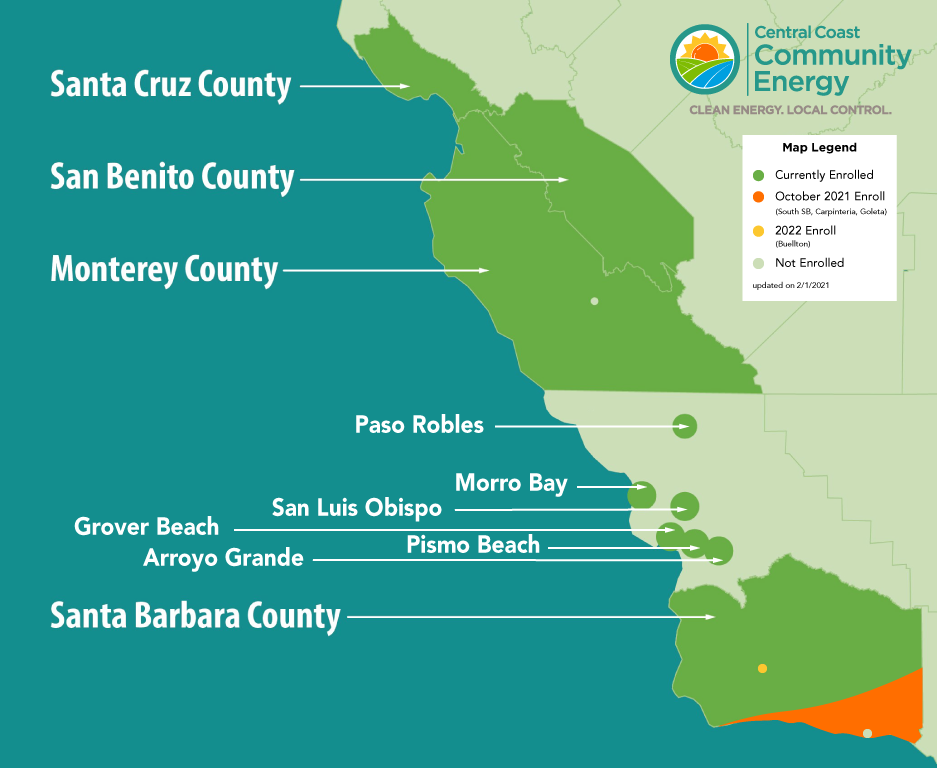 Central Coast
Community
Energy
CLEAN ENERGY. LOCAL CONTROL.
Santa Cruz County
San Benito County
Monterey County
Map Legend
Currently Enrolled
October 2021 Enroll
(South SB, Carpinteria, Goleta)
2022 Enroll
(Buellton)
Not Enrolled
updated on 2/1/2021
Paso Robles
Morro Bay
San Luis Obispo
Grover Beach
Pismo Beach
Arroyo Grande
Santa Barbara County